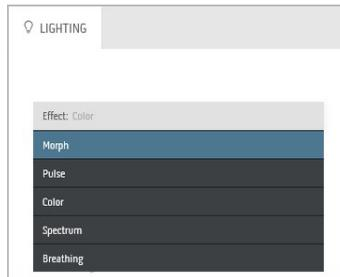 LIGHTING
Effect: Color
Morph
Pulse
Color
Spectrum
Breathing